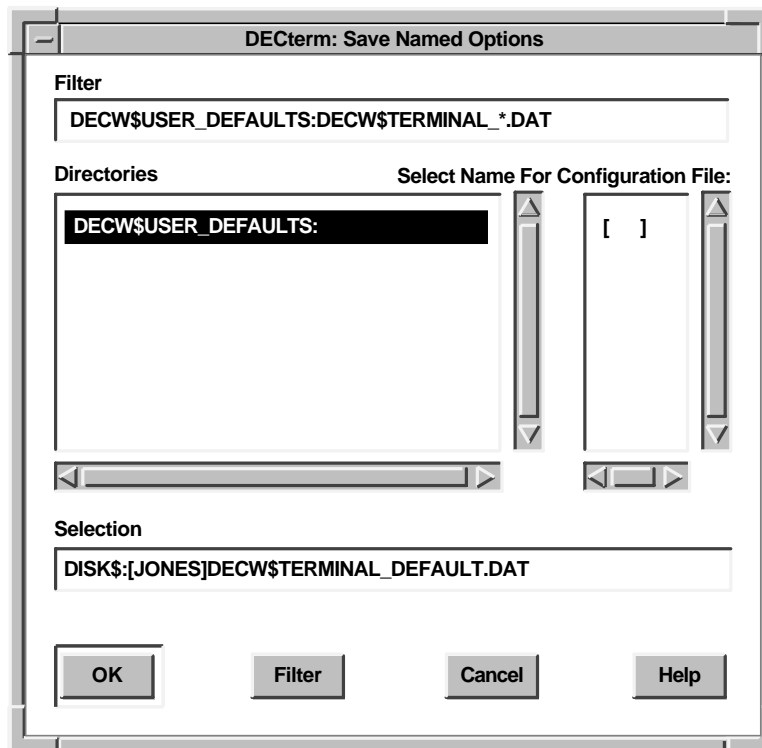 DECterm: Save Named Options
Filter
DECW$USER_DEFAULTS:DECW$TERMINAL_*.DAT
Directories
Select Name For Configuration File:
DECW$USER_DEFAULTS:
[ ]
Selection
DISK$:[JONES]DECW$TERMINAL_DEFAULT.DAT
OK Filter Cancel Help